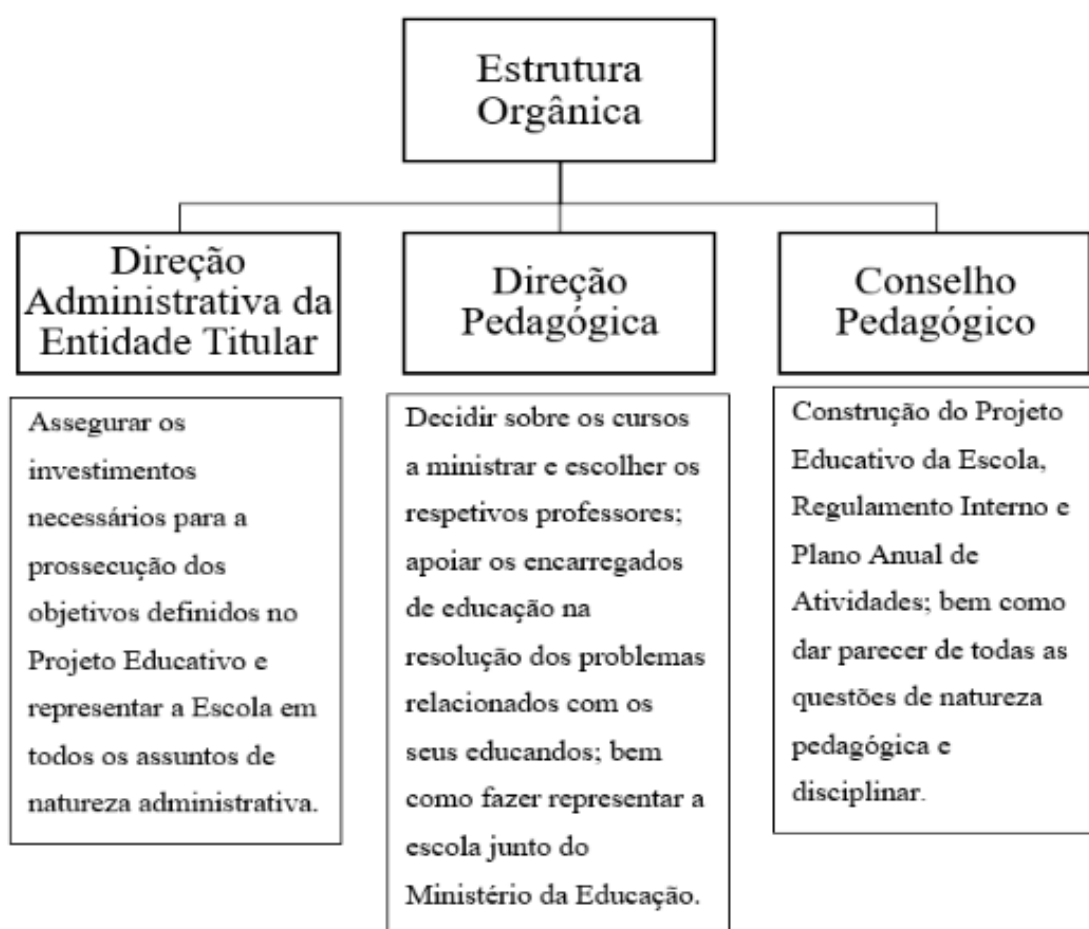 Estrutura
Orgânica
Direção
Administrativa da
Entidade Titular
Assegurar os
investimentos
necessários para a
prossecução dos
objetivos definidos no
Projeto Educativo e
representar a Escola em
todos os assuntos de
natureza administrativa.
Direção
Pedagógica
Decidir sobre os cursos
a ministrar e escolher os
respetivos professores;
apoiar os encarregados
de educação na
resolução dos problemas
relacionados com os
seus educandos; bem
como fazer representar a
escola junto do
Ministério da Educação.
Conselho
Pedagógico
Construção do Projeto
Educativo da Escola,
Regulamento Interno e
Plano Anual de
Atividades; bem como
dar parecer de todas as
questões de natureza
pedagógica e
disciplinar.